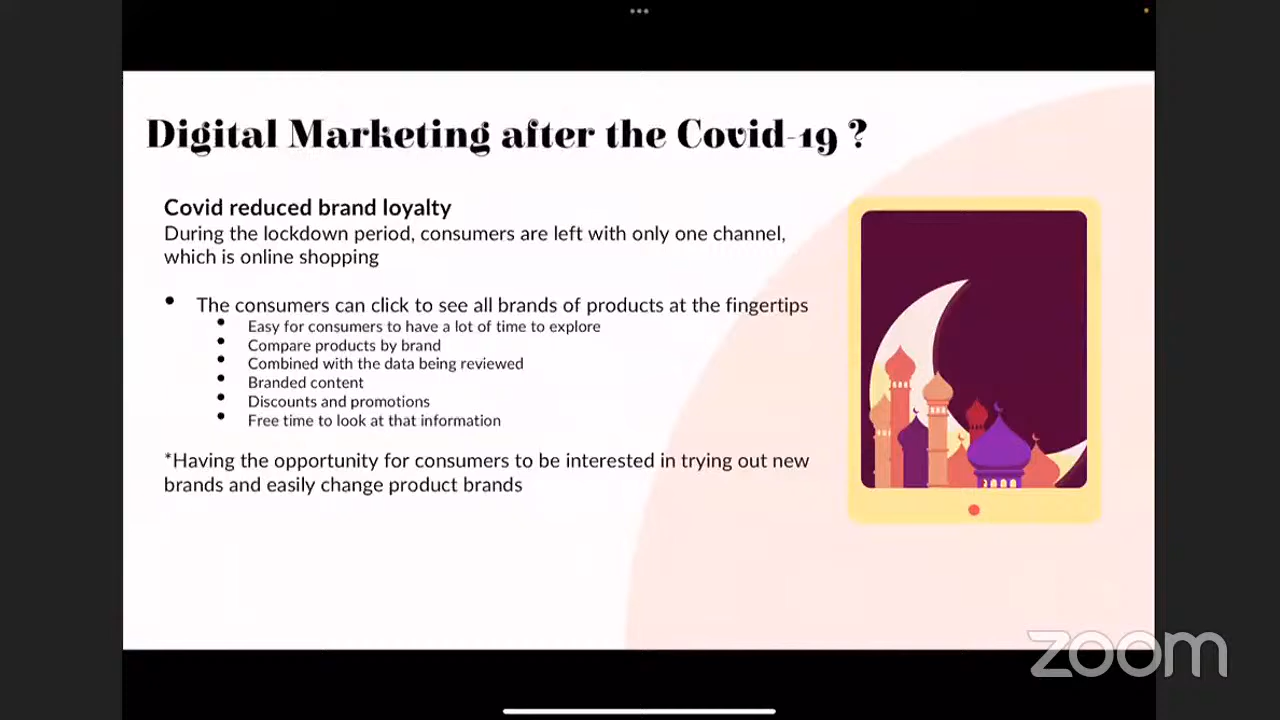 Digital Marketing after the Covid-19 ?
Covid reduced brand loyalty
During the lockdown period, consumers are left with only one channel,
which is online shopping
• The consumers can click to see all brands of products at the fingertips
• Easy for consumers to have a lot of time to explore
• Compare products by brand
• Combined with the data being reviewed
• Branded content
• Discounts and promotions
• Free time to look at that information
*Having the opportunity for consumers to be interested in trying out new
brands and easily change product brands
zoom